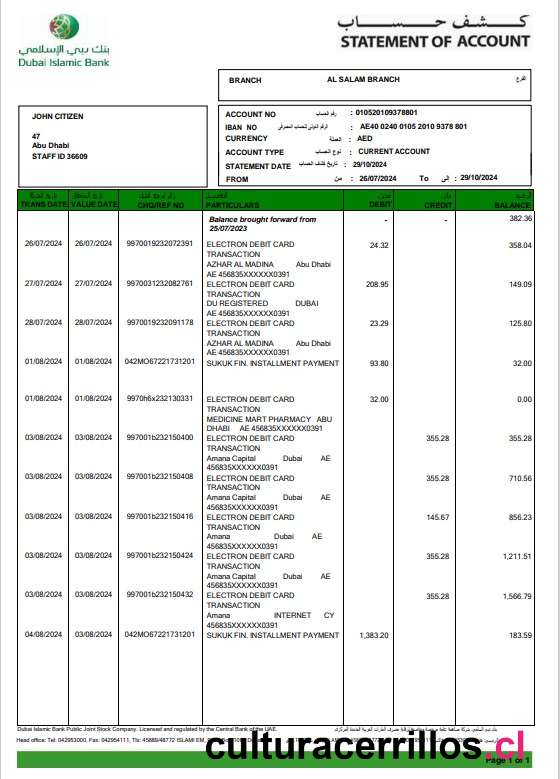 كشف حساب
STATEMENT OF ACCOUNT
بنك دبي الإسلامي
Dubai Islamic Bank
BRANCH AL SALAM BRANCH الفرع
JOHN CITIZEN
47
Abu Dhabi
STAFF ID 36609
ACCOUNT NO رقم الحساب : 010520109378801
IBAN NO : AE40 0240 0105 2010 9378 801
CURRENCY العملة : AED
ACCOUNT TYPE نوع الحساب : CURRENT ACCOUNT
STATEMENT DATE تاريخ كشف الحساب : 29/10/2024
FROM من : 26/07/2024 To إلى : 29/10/2024
TRANS DATE VALUE DATE CHQ/REF NO PARTICULARS DEBIT CREDIT BALANCE
Balance brought forward from - - 382.36
25/07/2023
26/07/2024 26/07/2024 9970019232072391 ELECTRON DEBIT CARD 24.32 358.04
TRANSACTION
AZHAR AL MADINA Abu Dhabi
AE 456835XXXXXX0391
27/07/2024 27/07/2024 9970031232082761 ELECTRON DEBIT CARD 208.95 149.09
TRANSACTION
DU REGISTERED DUBAI
AE 456835XXXXXX0391
28/07/2024 28/07/2024 9970019232091178 ELECTRON DEBIT CARD 23.29 125.80
TRANSACTION
AZHAR AL MADINA Abu Dhabi
AE 456835XXXXXX0391
01/08/2024 01/08/2024 042MO67221731201 SUKUK FIN. INSTALLMENT PAYMENT 93.80 32.00
01/08/2024 01/08/2024 9970h6x232130331 ELECTRON DEBIT CARD 32.00 0.00
TRANSACTION
MEDICINE MART PHARMACY ABU
DHABI AE 456835XXXXXX0391
03/08/2024 03/08/2024 997001b232150400 ELECTRON DEBIT CARD 355.28 355.28
TRANSACTION
Amana Capital Dubai AE
456835XXXXXX0391
03/08/2024 03/08/2024 997001b232150408 ELECTRON DEBIT CARD 355.28 710.56
TRANSACTION
Amana Capital Dubai AE
456835XXXXXX0391
03/08/2024 03/08/2024 997001b232150416 ELECTRON DEBIT CARD 145.67 856.23
TRANSACTION
Amana Dubai AE
456835XXXXXX0391
03/08/2024 03/08/2024 997001b232150424 ELECTRON DEBIT CARD 355.28 1,211.51
TRANSACTION
Amana Capital Dubai AE
456835XXXXXX0391
03/08/2024 03/08/2024 997001b232150432 ELECTRON DEBIT CARD 355.28 1,566.79
TRANSACTION
Amana INTERNET CY
456835XXXXXX0391
04/08/2024 03/08/2024 042MO67221731201 SUKUK FIN. INSTALLMENT PAYMENT 1,383.20 183.59
Dubai Islamic Bank Public Joint Stock Company. Licensed and regulated by the Central Bank of the UAE.
Head office: Tel: 042953000, Fax: 042954111, Tlx: 45889/48772 ISLAMI EM,
culturacerrillos.cl
Page 1 of 1